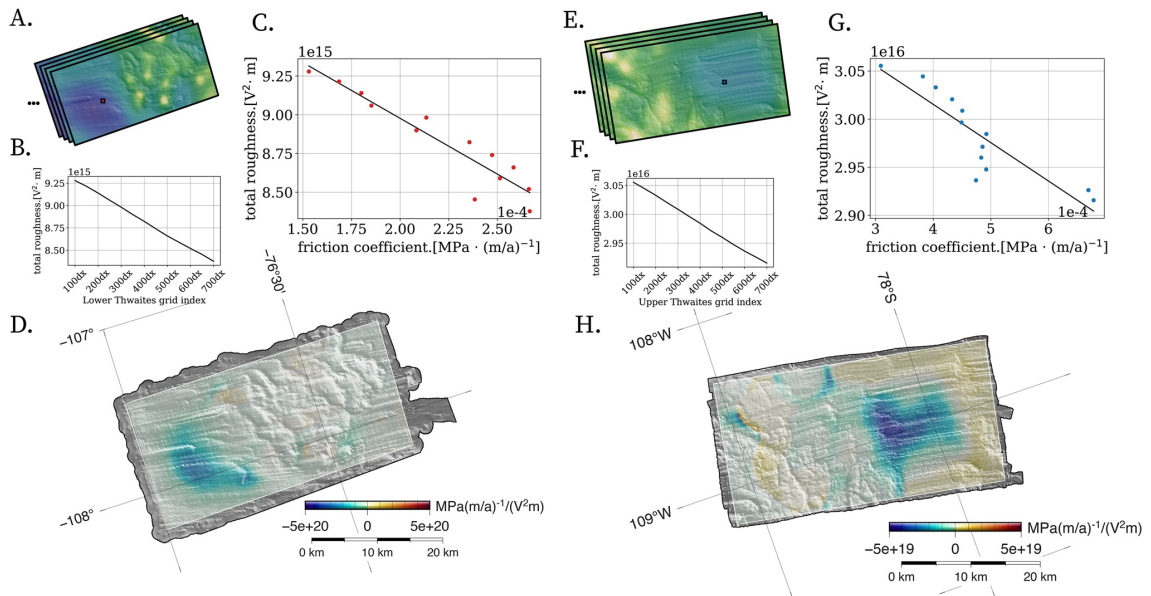 A.
...
B.
1e15
9.25
9.00
8.75
8.50
total roughness.[V²· m]
100dx 200dx 300dx 400dx 500dx 600dx 700dx
Lower Thwaites grid index
C.
1e15
9.25
9.00
8.75
8.50
total roughness.[V²· m]
1e-4
1.50 1.75 2.00 2.25 2.50
friction coefficient.[MPa · (m/a)⁻¹]
D.
−76°30'
−107°
−108°
MPa(m/a)⁻¹/(V²m)
−5e+20 0 5e+20
0 km 10 km 20 km
E.
...
F.
1e16
3.05
3.00
2.95
total roughness.[V²· m]
100dx 200dx 300dx 400dx 500dx 600dx 700dx
Upper Thwaites grid index
G.
1e16
3.05
3.00
2.95
2.90
total roughness.[V²· m]
1e-4
3 4 5 6
friction coefficient.[MPa · (m/a)⁻¹]
H.
78°S
108°W
109°W
MPa(m/a)⁻¹/(V²m)
−5e+19 0 5e+19
0 km 10 km 20 km